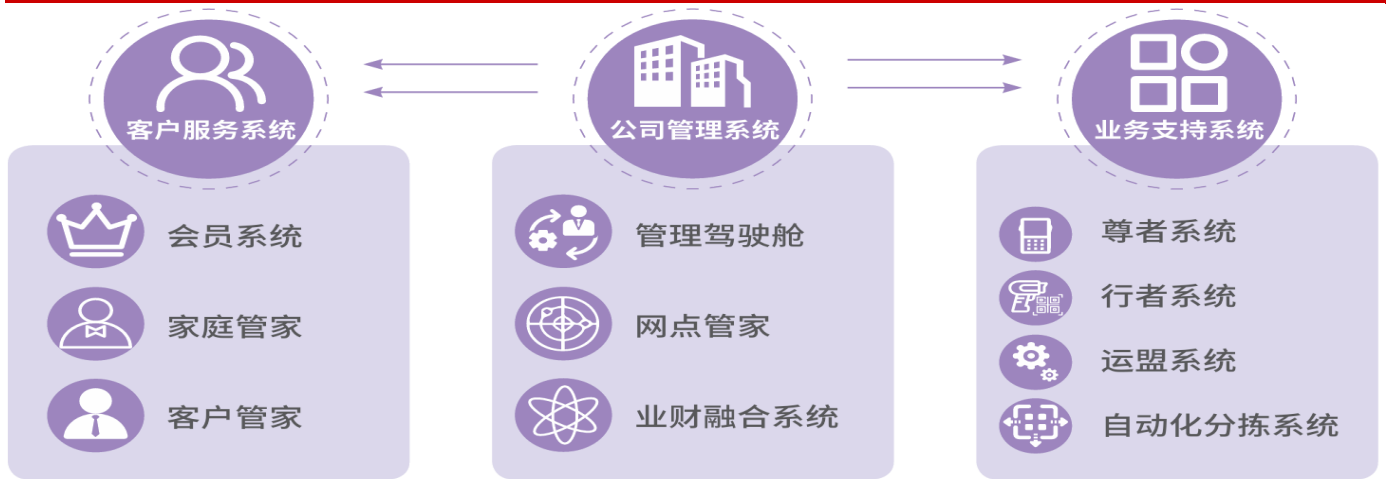 客户服务系统
会员系统
家庭管家
客户管家
公司管理系统
管理驾驶舱
网点管家
业财融合系统
业务支持系统
尊者系统
行者系统
运盟系统
自动化分拣系统